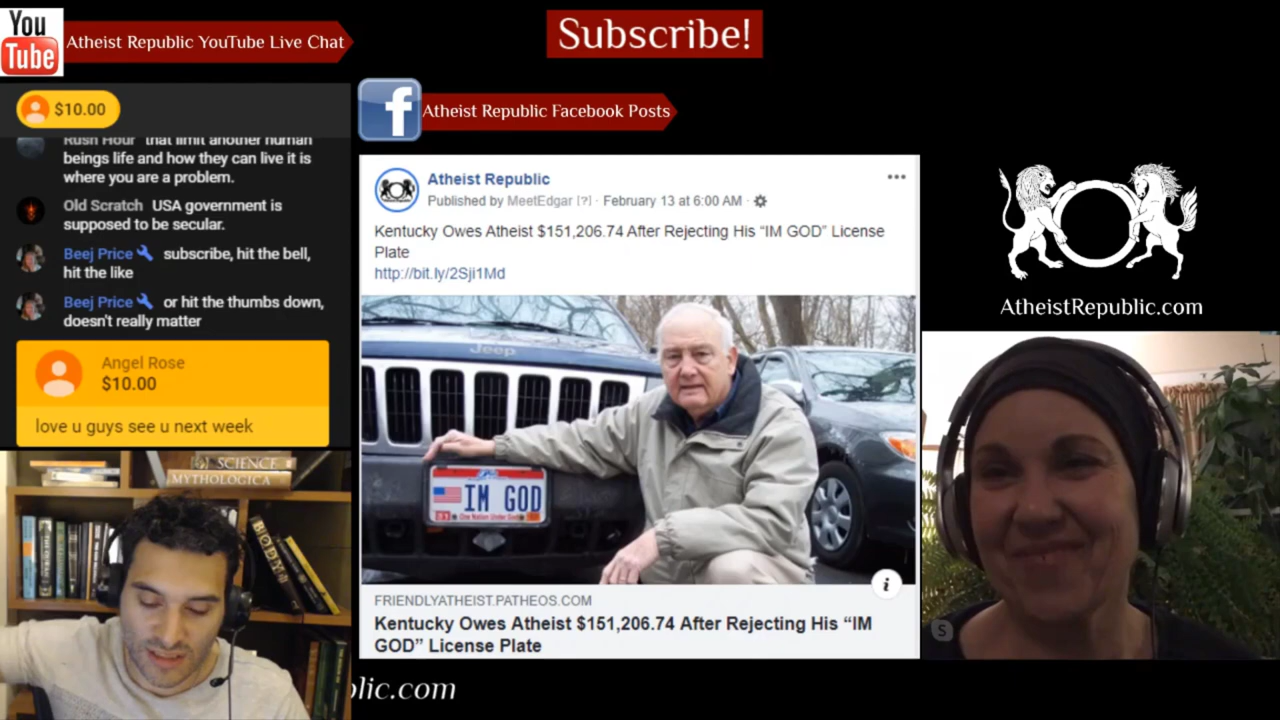 You
Tube
Atheist Republic YouTube Live Chat
Subscribe!
$10.00
Rush Hour that limit another human
beings life and how they can live it is
where you are a problem.
Old Scratch USA government is
supposed to be secular.
Beej Price subscribe, hit the bell,
hit the like
Beej Price or hit the thumbs down,
doesn't really matter
Angel Rose
$10.00
love u guys see u next week
f
Atheist Republic Facebook Posts
Atheist Republic
Published by MeetEdgar [?] · February 13 at 6:00 AM ·
Kentucky Owes Atheist $151,206.74 After Rejecting His “IM GOD” License
Plate
http://bit.ly/2Sji1Md
Jeep
IM GOD
One Nation Under God
i
FRIENDLYATHEIST.PATHEOS.COM
Kentucky Owes Atheist $151,206.74 After Rejecting His “IM
GOD” License Plate
AtheistRepublic.com
S
SCIENCE
MYTHOLOGICA
BODY
blic.com